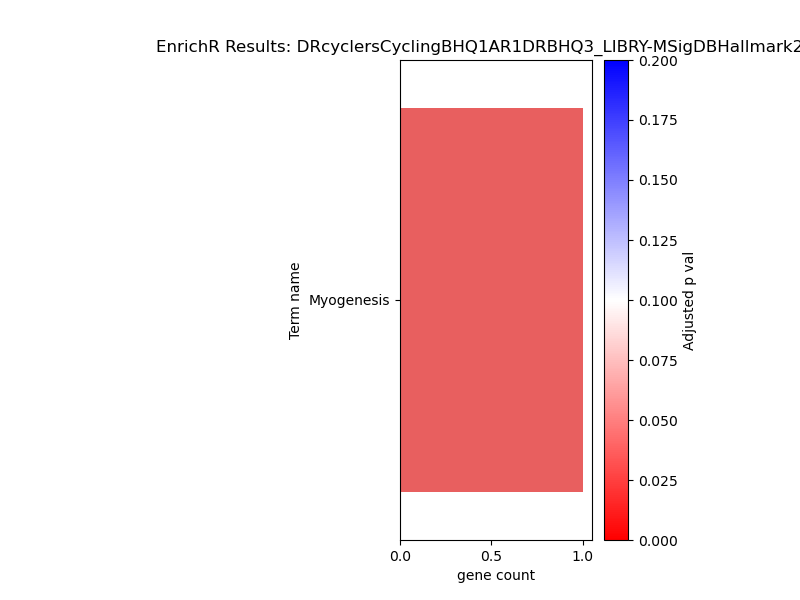 EnrichR Results: DRcyclersCyclingBHQ1AR1DRBHQ3_LIBRY-MSigDBHallmark2
Term name
Myogenesis
0.0
0.5
1.0
gene count
0.200
0.175
0.150
0.125
0.100
0.075
0.050
0.025
0.000
Adjusted p val